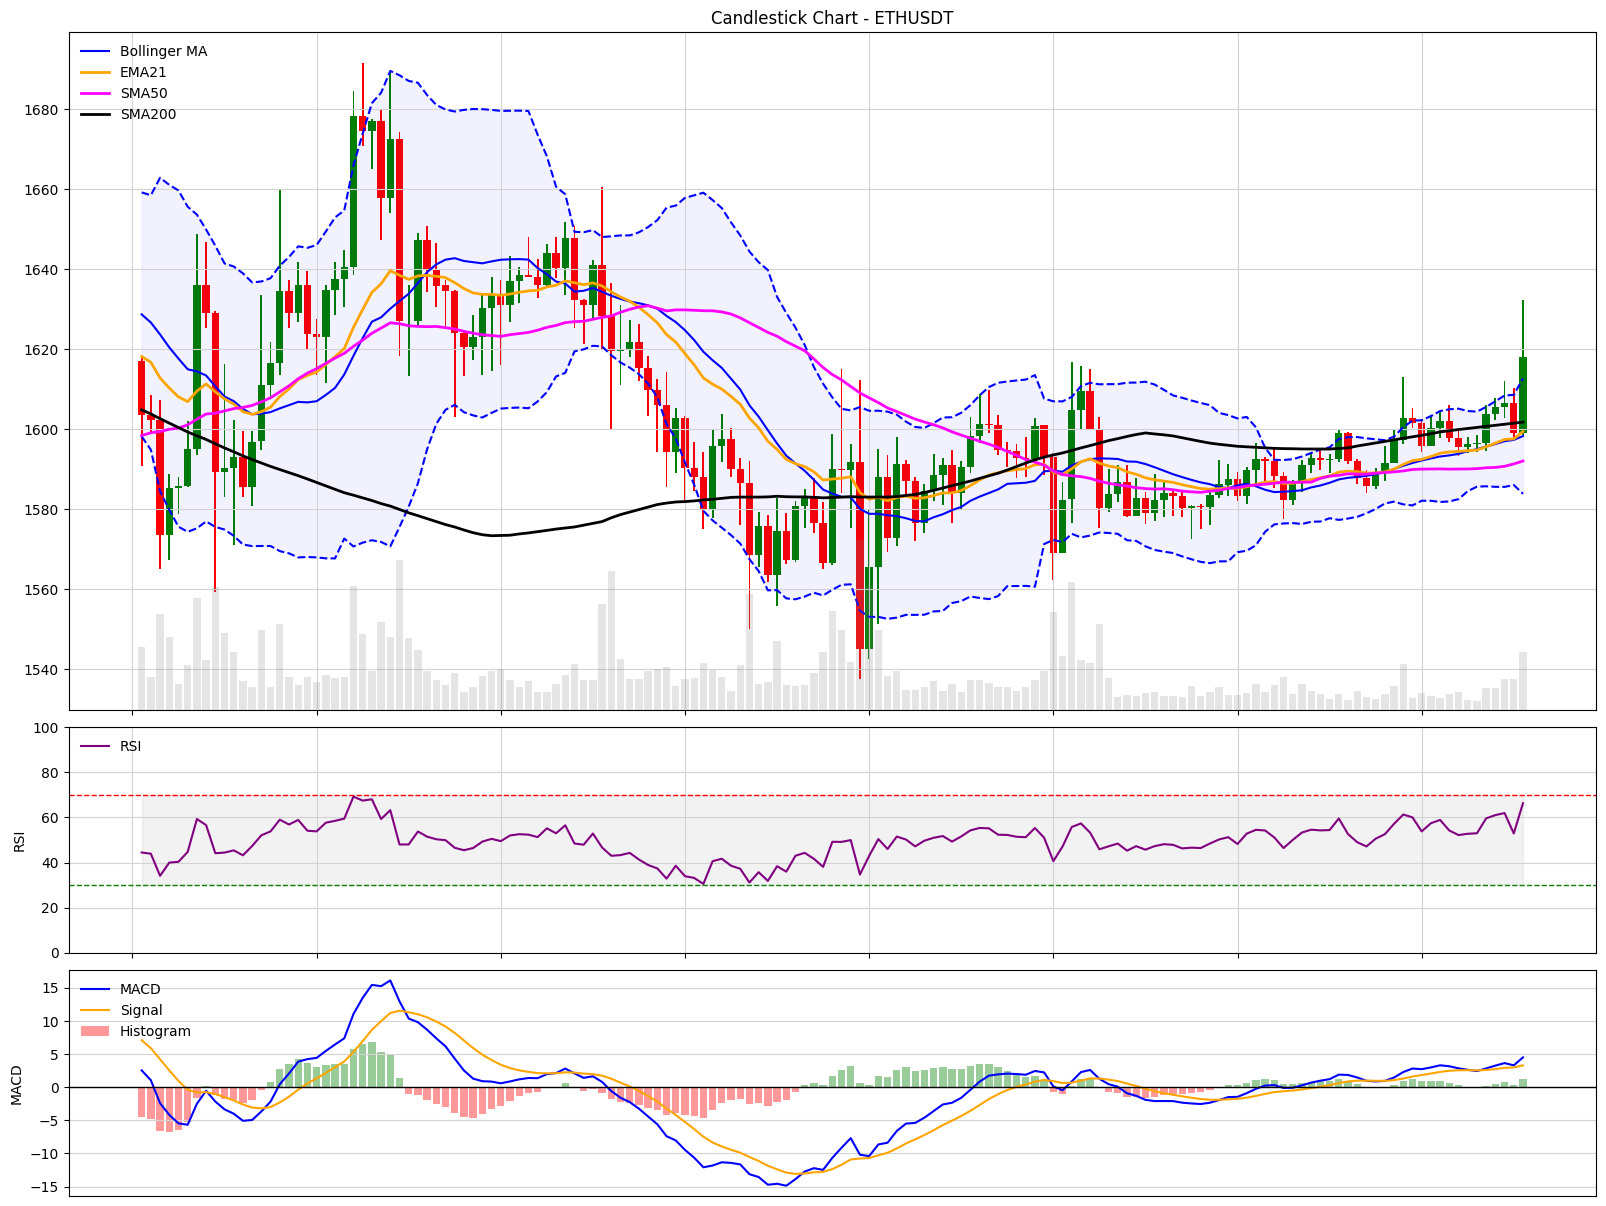 Candlestick Chart - ETHUSDT
Bollinger MA
EMA21
SMA50
SMA200
1680
1660
1640
1620
1600
1580
1560
1540
RSI
RSI
100
80
60
40
20
0
MACD
Signal
Histogram
MACD
15
10
5
0
−5
−10
−15